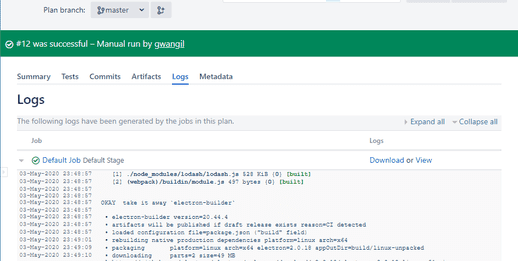 Plan branch: master
#12 was successful – Manual run by gwangil
Summary Tests Commits Artifacts Logs Metadata
Logs
The following logs have been generated by the jobs in this plan. Expand all Collapse all
Job Logs
Default Job Default Stage Download or View
03-May-2020 23:48:57 [1] ./node_modules/lodash/lodash.js 528 KiB {0} [built]
03-May-2020 23:48:57 [2] (webpack)/buildin/module.js 497 bytes {0} [built]
03-May-2020 23:48:57
03-May-2020 23:48:57 OKAY take it away `electron-builder`
03-May-2020 23:48:57
03-May-2020 23:48:57 • electron-builder version=20.44.4
03-May-2020 23:48:57 • artifacts will be published if draft release exists reason=CI detected
03-May-2020 23:48:57 • loaded configuration file=package.json ("build" field)
03-May-2020 23:49:01 • rebuilding native production dependencies platform=linux arch=x64
03-May-2020 23:49:09 • packaging platform=linux arch=x64 electron=2.0.18 appOutDir=build/linux-unpacked
03-May-2020 23:49:10 • downloading parts=2 size=49 MB